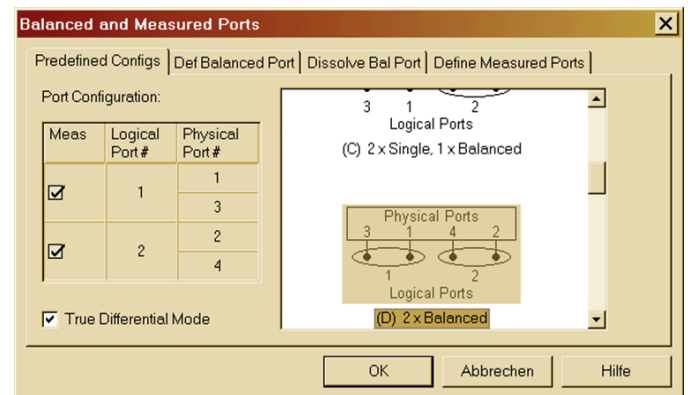 Balanced and Measured Ports
Predefined Configs Def Balanced Port Dissolve Bal Port Define Measured Ports
Port Configuration:
Meas Logical Port # Physical Port #
1 1
3
2 2
4
True Differential Mode
3 1 2
Logical Ports
(C) 2 x Single, 1 x Balanced
Physical Ports
3 1 4 2
1 2
Logical Ports
(D) 2 x Balanced
OK Abbrechen Hilfe